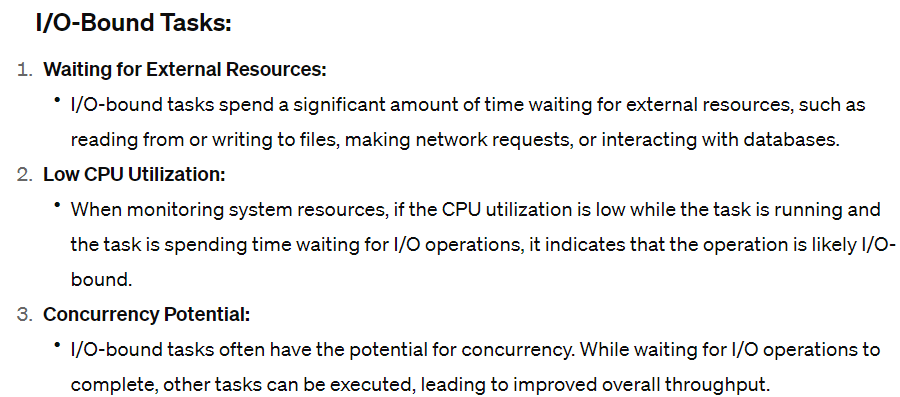 I/O-Bound Tasks:
1. Waiting for External Resources:
• I/O-bound tasks spend a significant amount of time waiting for external resources, such as
reading from or writing to files, making network requests, or interacting with databases.
2. Low CPU Utilization:
• When monitoring system resources, if the CPU utilization is low while the task is running and
the task is spending time waiting for I/O operations, it indicates that the operation is likely I/O-
bound.
3. Concurrency Potential:
• I/O-bound tasks often have the potential for concurrency. While waiting for I/O operations to
complete, other tasks can be executed, leading to improved overall throughput.